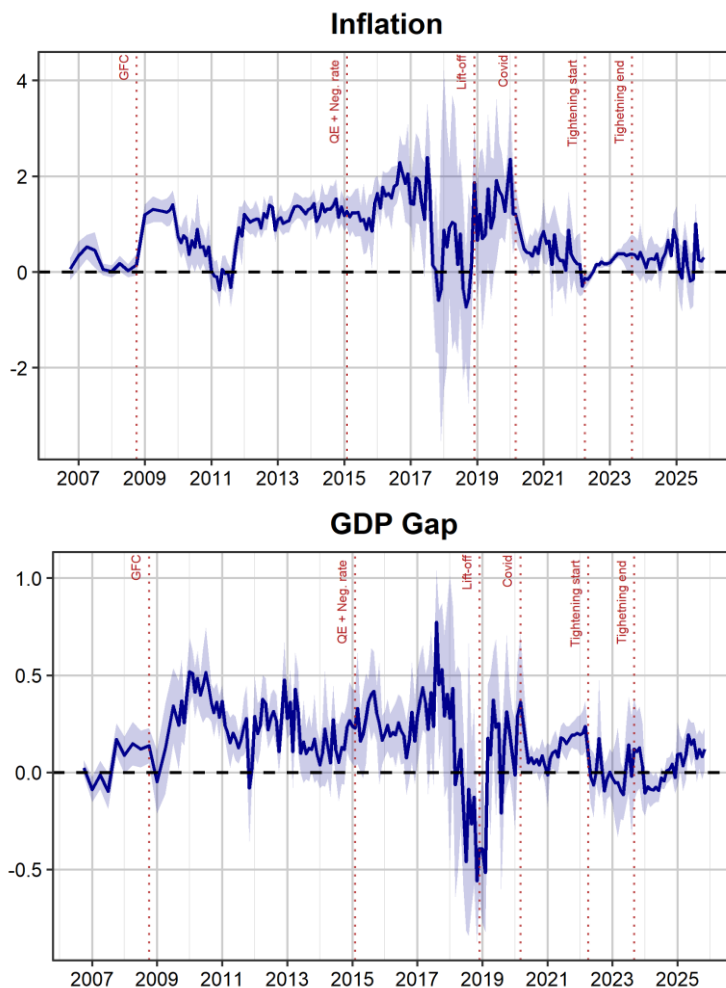 Inflation
GFC
QE + Neg. rate
Lift-off
Covid
Tightening start
Tighetning end
4
2
0
-2
2007 2009 2011 2013 2015 2017 2019 2021 2023 2025
GDP Gap
GFC
QE + Neg. rate
Lift-off
Covid
Tightening start
Tighetning end
1.0
0.5
0.0
-0.5
2007 2009 2011 2013 2015 2017 2019 2021 2023 2025